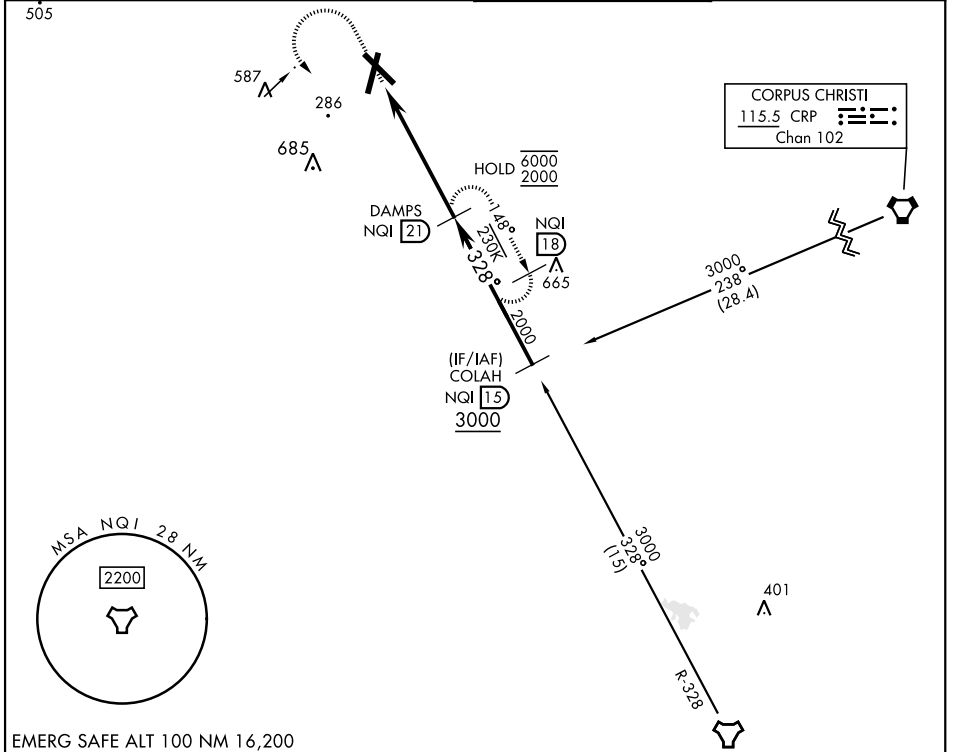 505
587
286
685
CORPUS CHRISTI
115.5 CRP
Chan 102
HOLD 6000
2000
DAMPS
NQI 21
148°
230K
NQI
18
665
328°
2000
3000
238°
(28.4)
(IF/IAF)
COLAH
NQI 15
3000
3000
328°
(15)
401
R-328
MSA NQI 28 NM
2200
EMERG SAFE ALT 100 NM 16,200